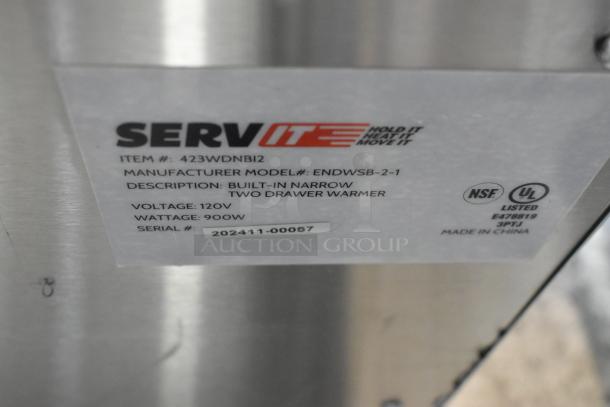 SERVIT HOLD IT
HEAT IT
MOVE IT
ITEM #: 423WDNBI2
MANUFACTURER MODEL#: ENDWSB-2-1
DESCRIPTION: BUILT-IN NARROW
TWO DRAWER WARMER
VOLTAGE: 120V
WATTAGE: 900W
SERIAL #: 202411-00057
NSF
UL
LISTED
E478819
3PTJ
MADE IN CHINA
AUCTION GROUP